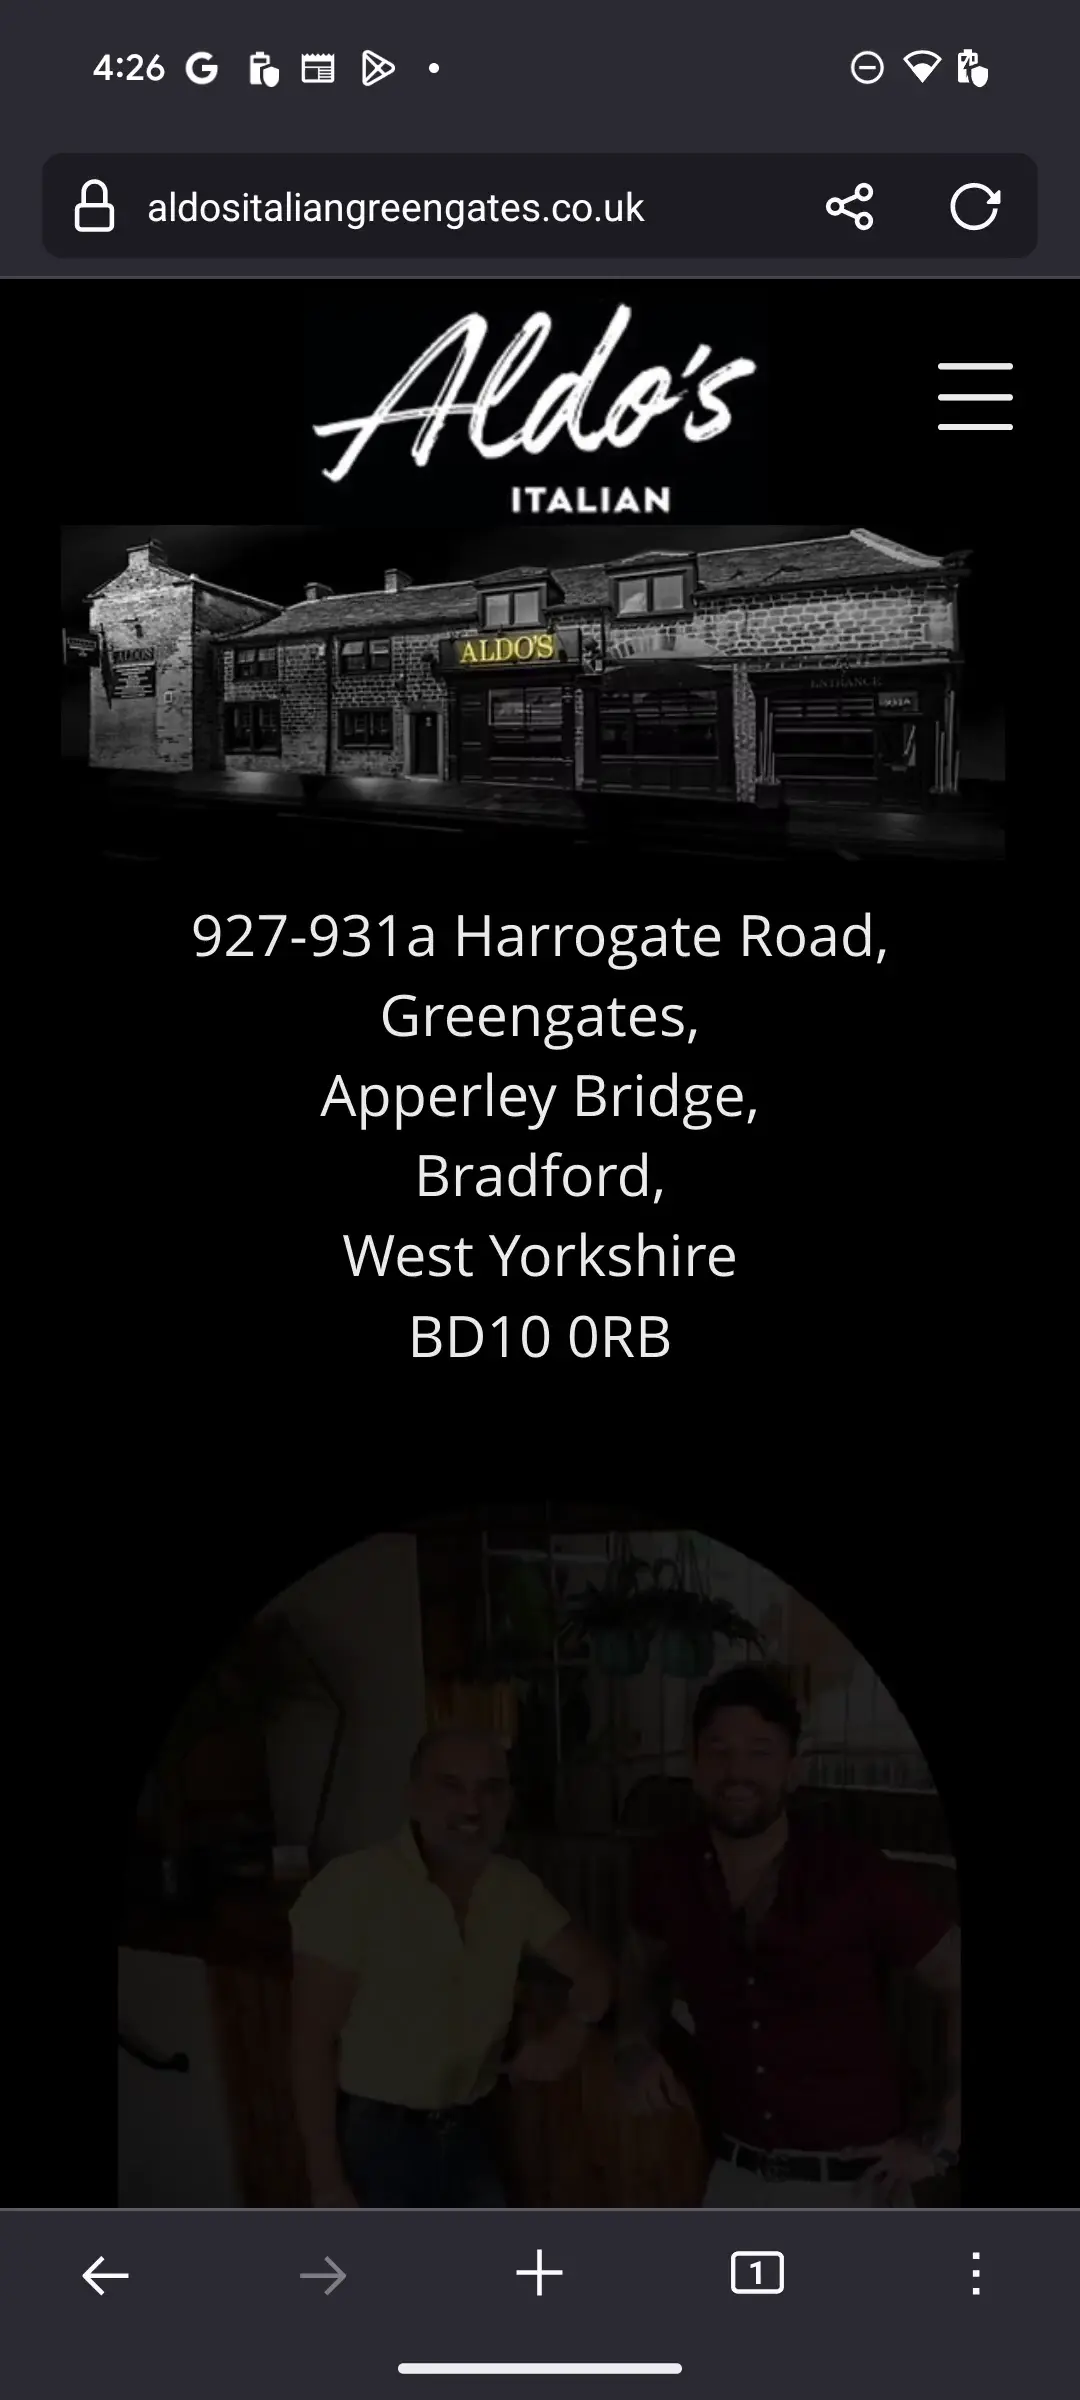 4:26
aldositaliangreengates.co.uk
Aldo's
ITALIAN
ALDO'S
ALDO'S
ENTRANCE
927-931a Harrogate Road,
Greengates,
Apperley Bridge,
Bradford,
West Yorkshire
BD10 0RB
1